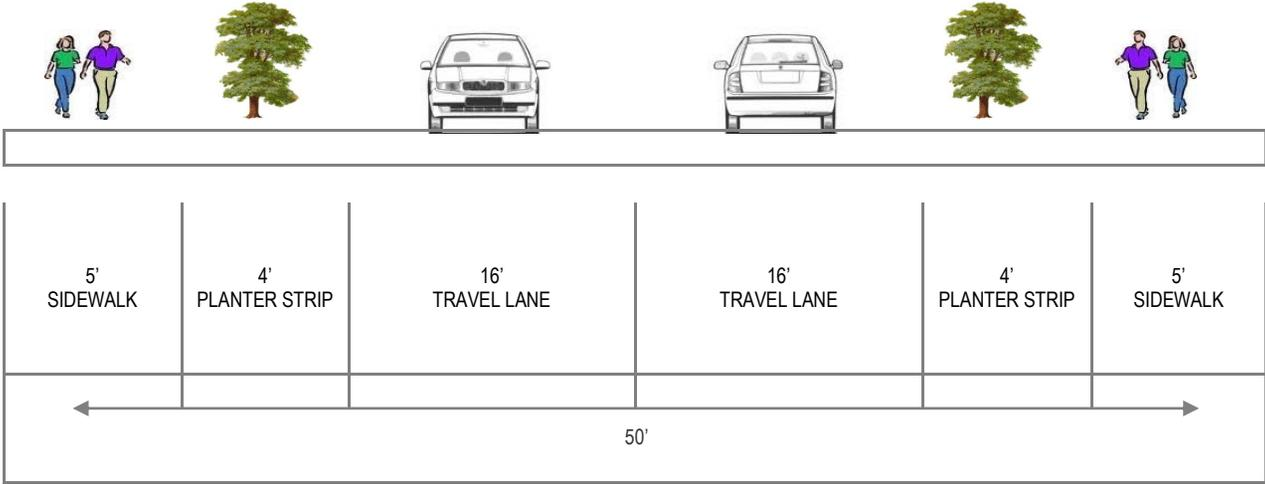 5’
SIDEWALK
4’
PLANTER STRIP
16’
TRAVEL LANE
16’
TRAVEL LANE
4’
PLANTER STRIP
5’
SIDEWALK
50’